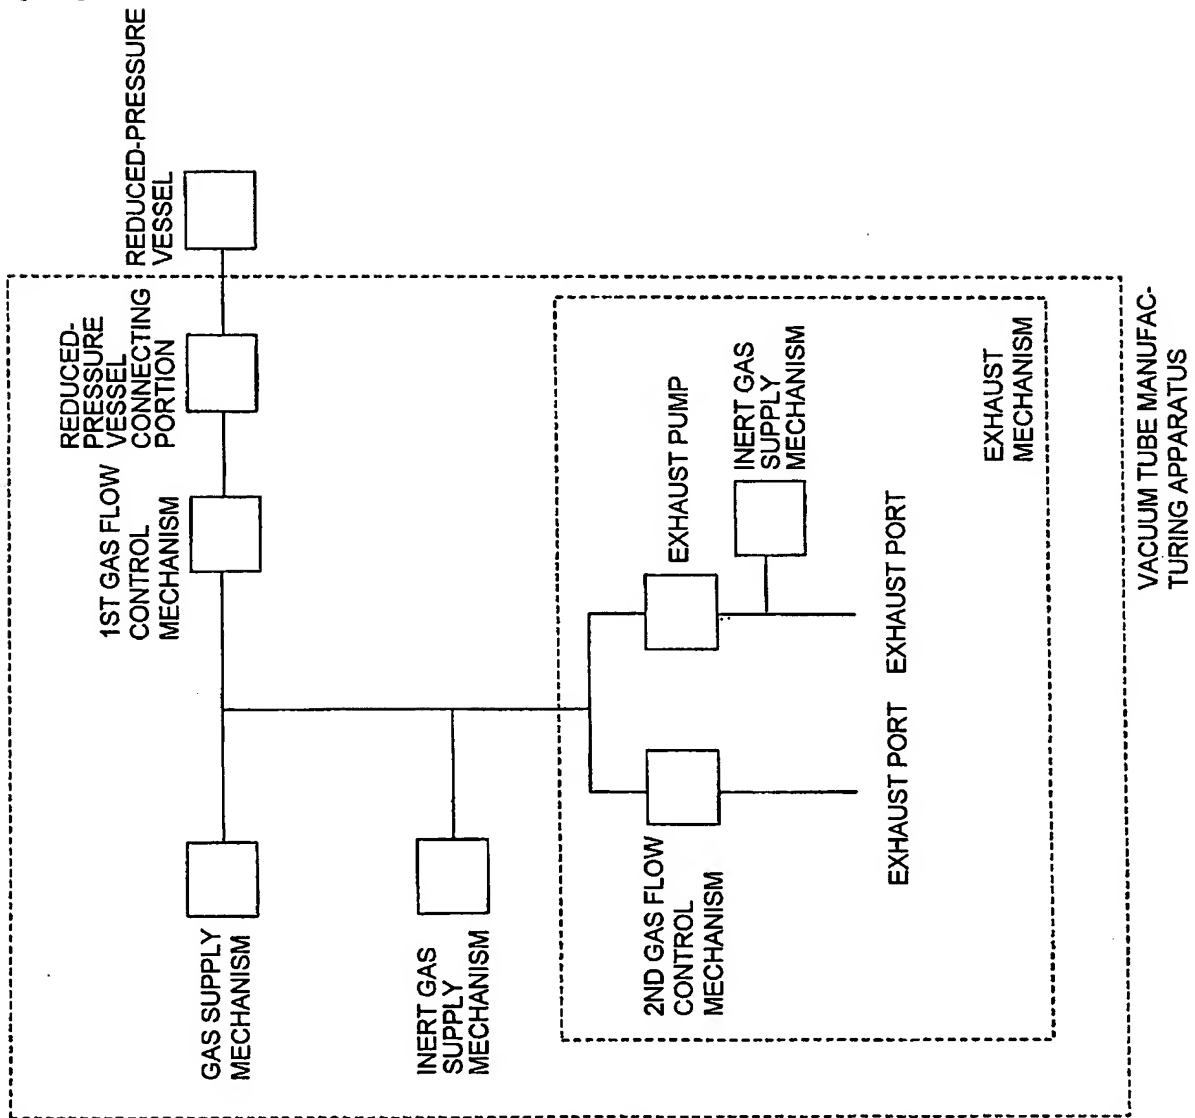 REDUCED-PRESSURE
VESSEL
REDUCED-
PRESSURE
VESSEL
CONNECTING
PORTION
1ST GAS FLOW
CONTROL
MECHANISM
GAS SUPPLY
MECHANISM
INERT GAS
SUPPLY
MECHANISM
EXHAUST PUMP
INERT GAS
SUPPLY
MECHANISM
2ND GAS FLOW
CONTROL
MECHANISM
EXHAUST PORT
EXHAUST PORT
EXHAUST
MECHANISM
VACUUM TUBE MANUFAC-
TURING APPARATUS